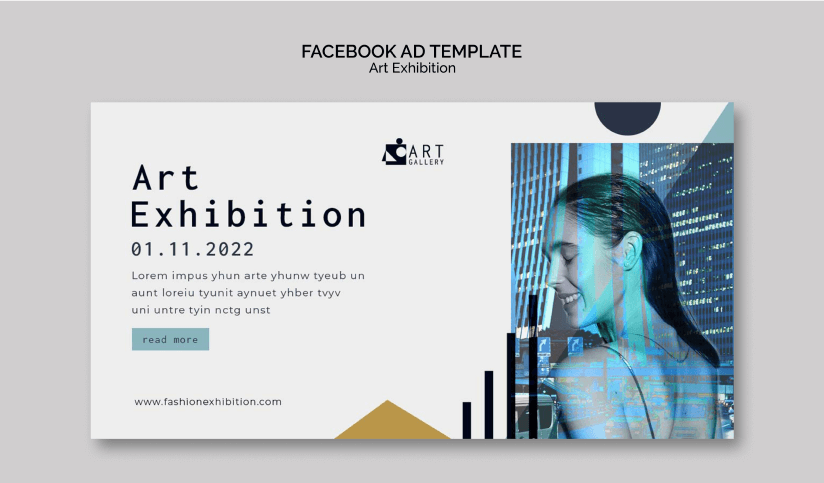 FACEBOOK AD TEMPLATE
Art Exhibition
ART
GALLERY
Art
Exhibition
01.11.2022
Lorem impus yhun arte yhunw tyeub un
aunt loreiu tyunit aynuet yhber tvyv
uni untre tyin nctg unst
read more
www.fashionexhibition.com